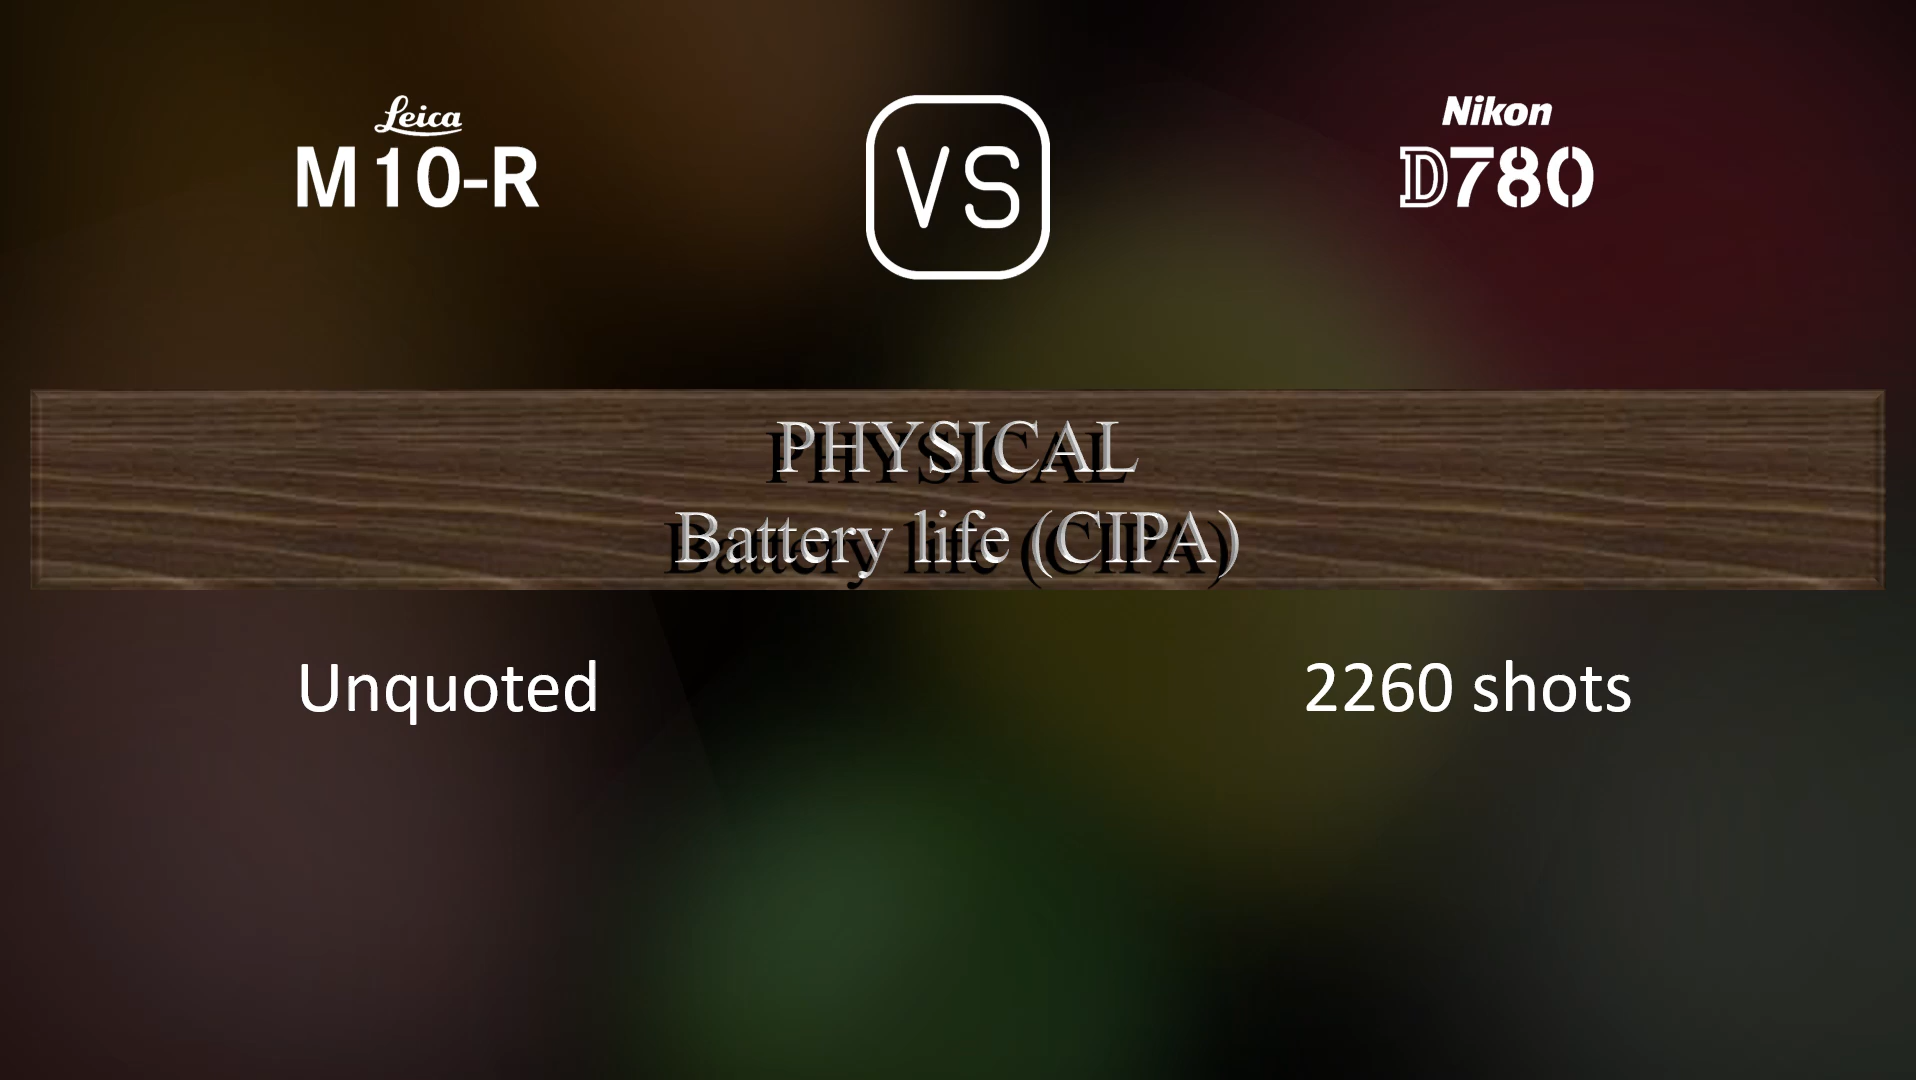 Leica
M10-R
VS
Nikon
D780
PHYSICAL
Battery life (CIPA)
Unquoted
2260 shots